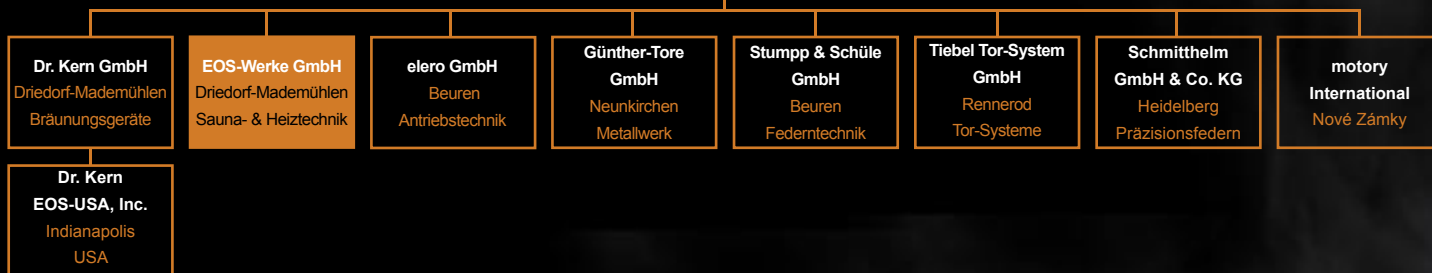 Dr. Kern GmbH
Driedorf-Mademühlen
Bräunungsgeräte
EOS-Werke GmbH
Driedorf-Mademühlen
Sauna- & Heiztechnik
elero GmbH
Beuren
Antriebstechnik
Günther-Tore
GmbH
Neunkirchen
Metallwerk
Stumpp & Schüle
GmbH
Beuren
Federntechnik
Tiebel Tor-System
GmbH
Rennerod
Tor-Systeme
Schmitthelm
GmbH & Co. KG
Heidelberg
Präzisionsfedern
motory
International
Nové Zámky
Dr. Kern
EOS-USA, Inc.
Indianapolis
USA